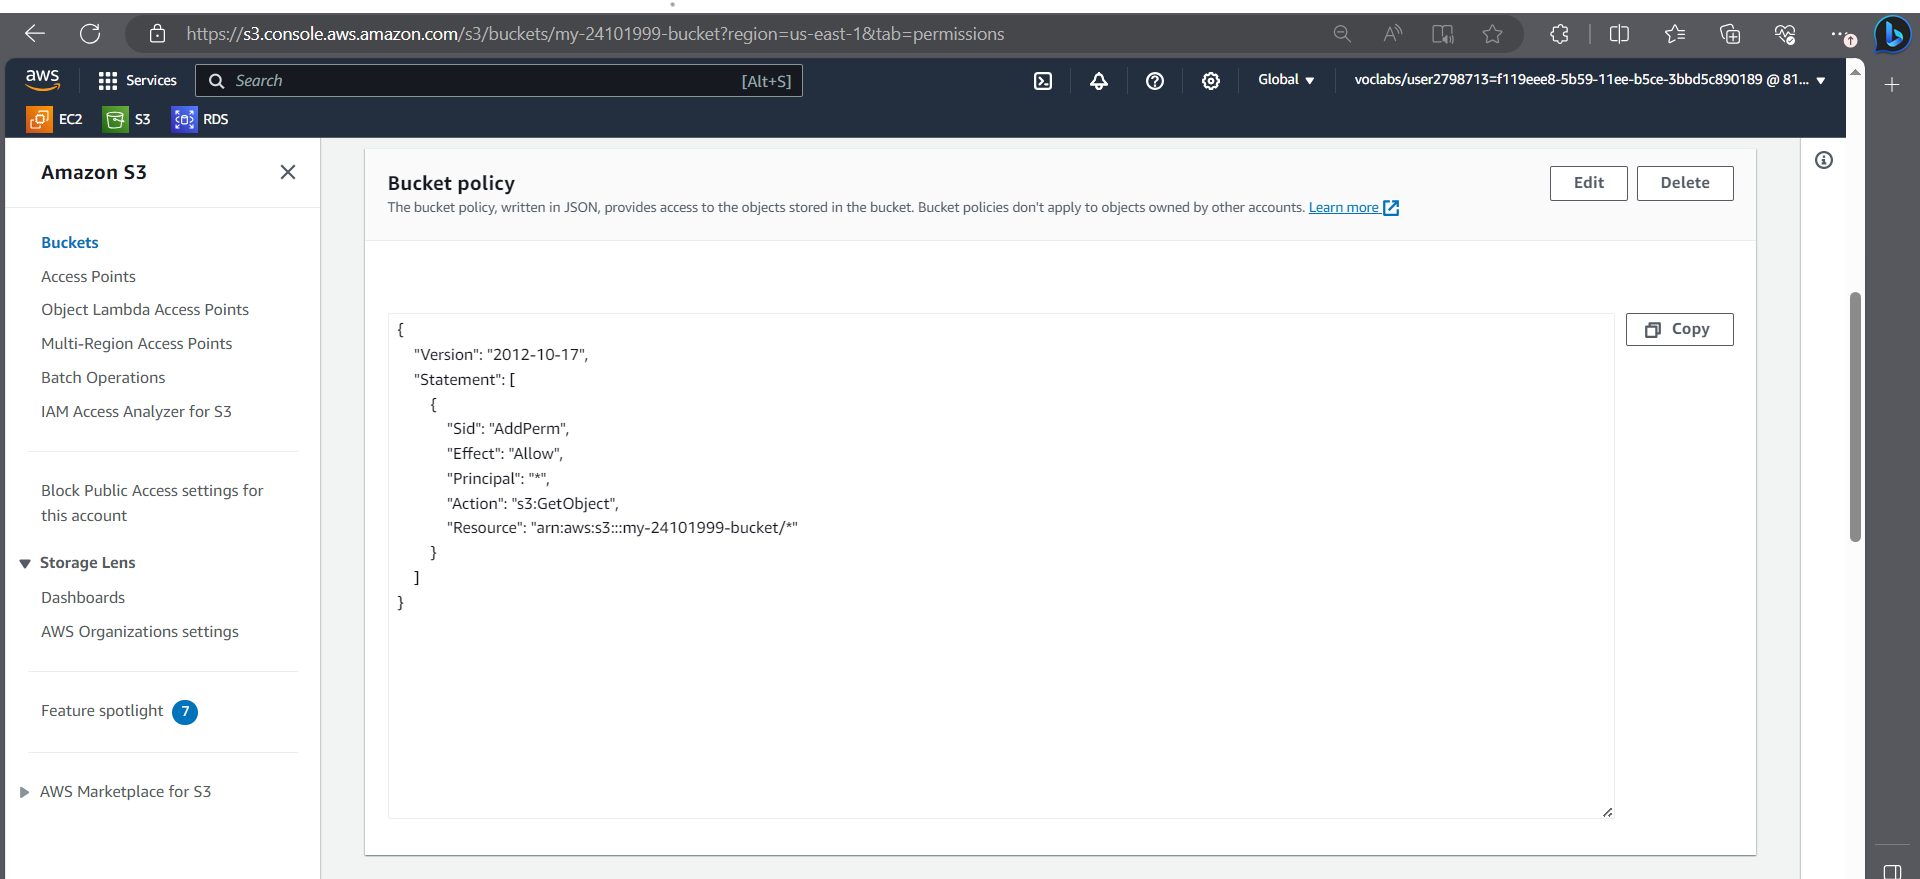 https://s3.console.aws.amazon.com/s3/buckets/my-24101999-bucket?region=us-east-1&tab=permissions
aws
Services
Search
[Alt+S]
Global
voclabs/user2798713=f119eee8-5b59-11ee-b5ce-3bbd5c890189 @ 81...
EC2
S3
RDS
Amazon S3
Buckets
Access Points
Object Lambda Access Points
Multi-Region Access Points
Batch Operations
IAM Access Analyzer for S3
Block Public Access settings for
this account
Storage Lens
Dashboards
AWS Organizations settings
Feature spotlight 7
AWS Marketplace for S3
Bucket policy
Edit
Delete
The bucket policy, written in JSON, provides access to the objects stored in the bucket. Bucket policies don't apply to objects owned by other accounts. Learn more
Copy
{
"Version": "2012-10-17",
"Statement": [
{
"Sid": "AddPerm",
"Effect": "Allow",
"Principal": "*",
"Action": "s3:GetObject",
"Resource": "arn:aws:s3:::my-24101999-bucket/*"
}
]
}